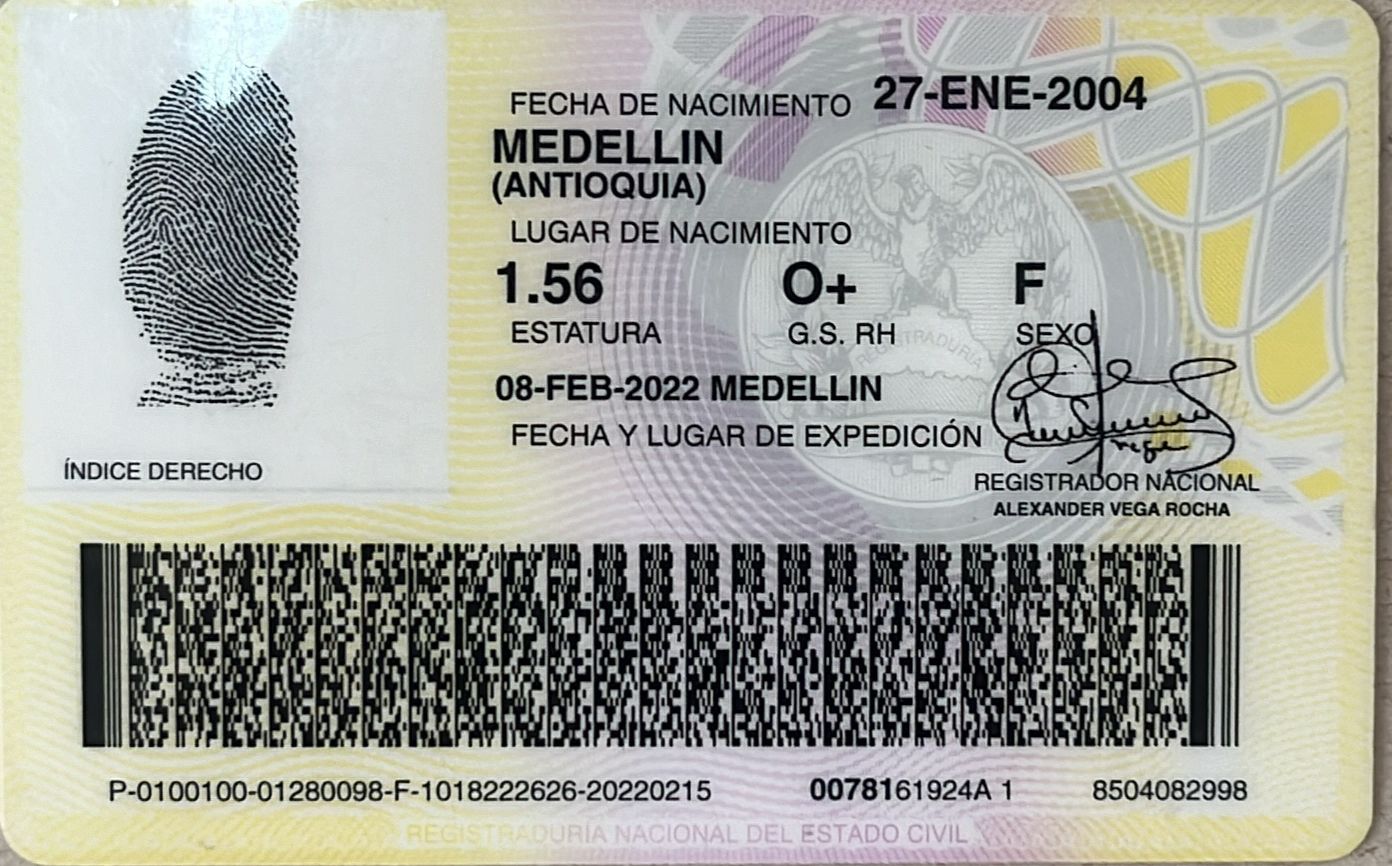 FECHA DE NACIMIENTO 27-ENE-2004
MEDELLIN
(ANTIOQUIA)
LUGAR DE NACIMIENTO
1.56 O+ F
ESTATURA G.S. RH SEXO
08-FEB-2022 MEDELLIN
FECHA Y LUGAR DE EXPEDICIÓN
ÍNDICE DERECHO
REGISTRADOR NACIONAL
ALEXANDER VEGA ROCHA
P-0100100-01280098-F-1018222626-20220215 0078161924A 1 8504082998
REGISTRADURÍA NACIONAL DEL ESTADO CIVIL